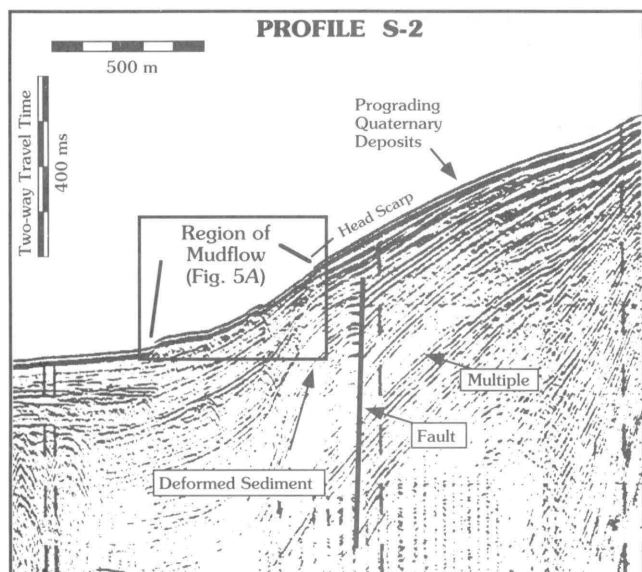 PROFILE S-2
500 m
Two-way Travel Time
400 ms
Prograding
Quaternary
Deposits
Head Scarp
Region of
Mudflow
(Fig. 5A)
Multiple
Fault
Deformed Sediment